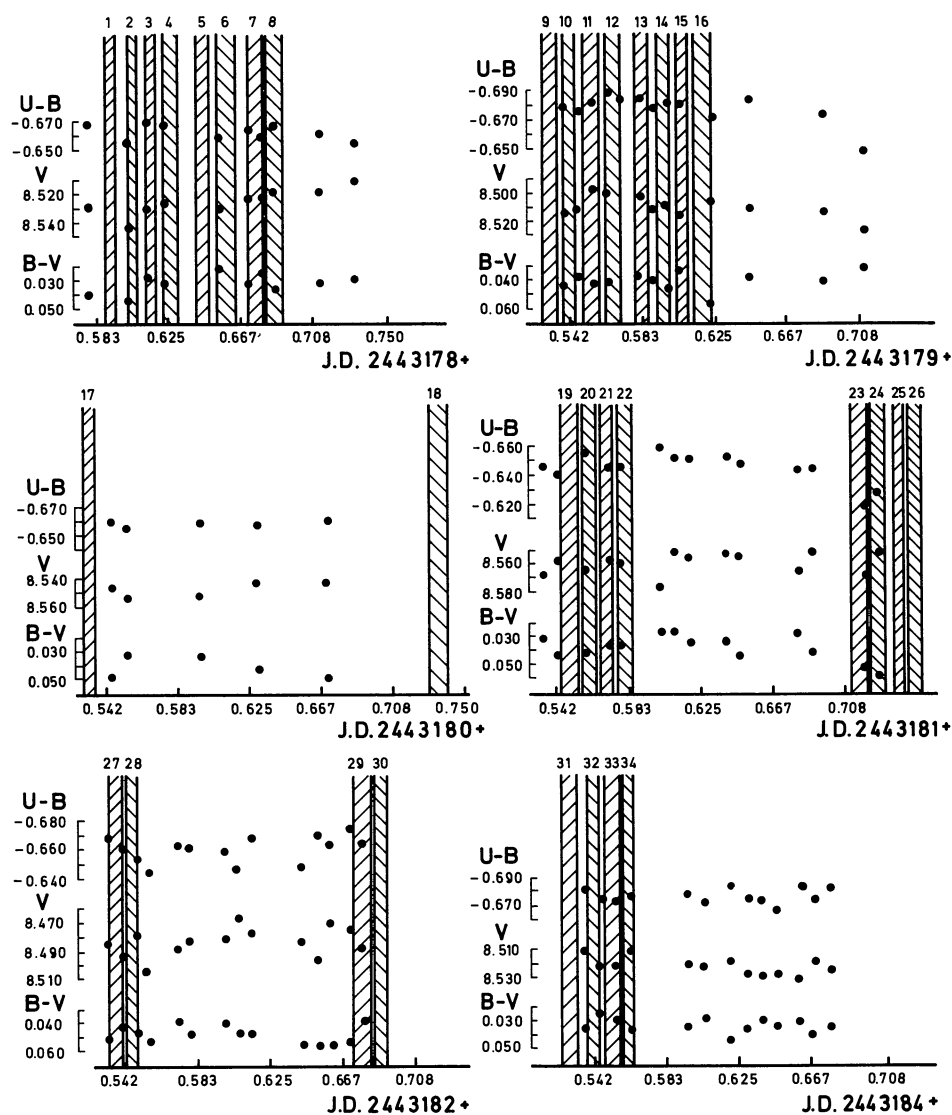 1 2 3 4 5 6 7 8
U-B
-0.670
-0.650
V
8.520
8.540
B-V
0.030
0.050
0.583 0.625 0.667 0.708 0.750
J.D. 2443178+
9 10 11 12 13 14 15 16
U-B
-0.690
-0.670
-0.650
V
8.500
8.520
B-V
0.040
0.060
0.542 0.583 0.625 0.667 0.708
J.D. 2443179+
17 18
U-B
-0.670
-0.650
V
8.540
8.560
B-V
0.030
0.050
0.542 0.583 0.625 0.667 0.708 0.750
J.D. 2443180+
19 20 21 22 23 24 25 26
U-B
-0.660
-0.640
-0.620
V
8.560
8.580
B-V
0.030
0.050
0.542 0.583 0.625 0.667 0.708
J.D. 2443181+
27 28 29 30
U-B
-0.680
-0.660
-0.640
V
8.470
8.490
8.510
B-V
0.040
0.060
0.542 0.583 0.625 0.667 0.708
J.D. 2443182+
31 32 33 34
U-B
-0.690
-0.670
V
8.510
8.530
B-V
0.030
0.050
0.542 0.583 0.625 0.667 0.708
J.D. 2443184+